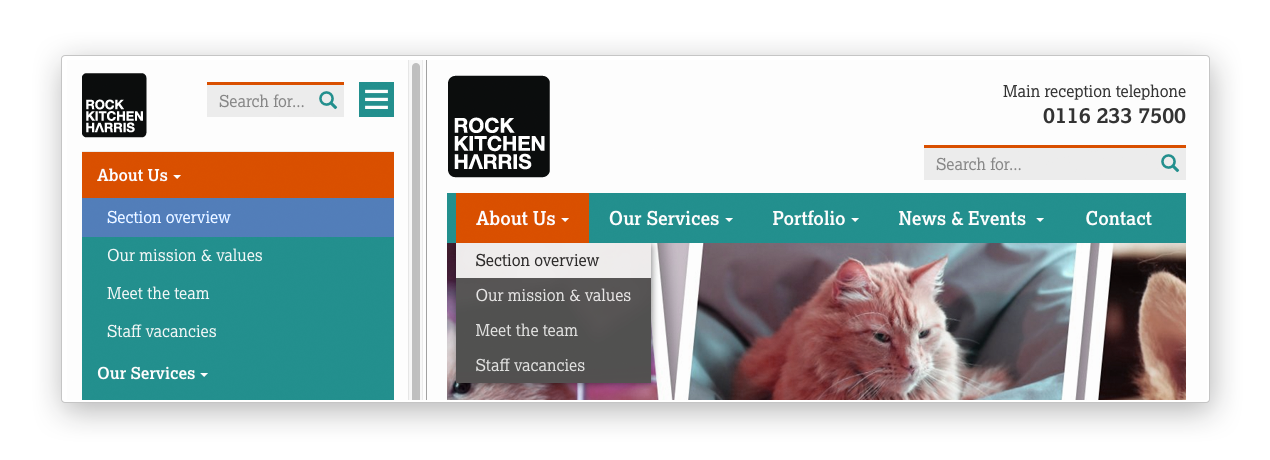 ROCK
KITCHEN
HARRIS
Search for...
About Us
Section overview
Our mission & values
Meet the team
Staff vacancies
Our Services
ROCK
KITCHEN
HARRIS
Main reception telephone
0116 233 7500
Search for...
About Us
Our Services
Portfolio
News & Events
Contact
Section overview
Our mission & values
Meet the team
Staff vacancies